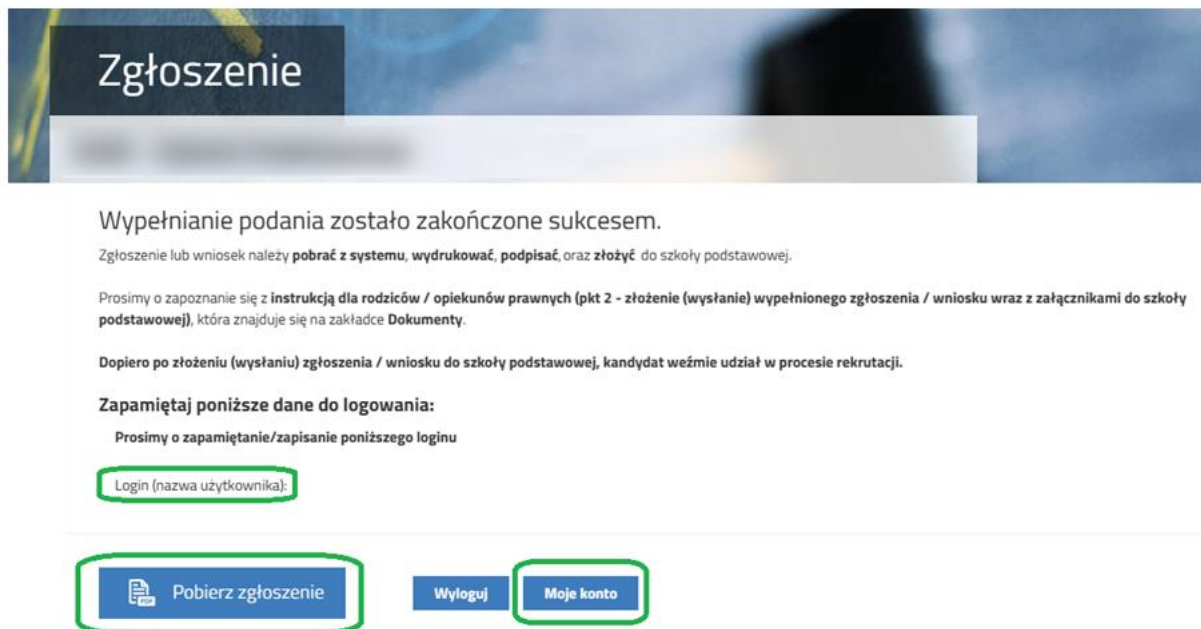 Zgłoszenie
Wypełnianie podania zostało zakończone sukcesem.
Zgłoszenie lub wniosek należy pobrać z systemu, wydrukować, podpisać, oraz złożyć do szkoły podstawowej.
Prosimy o zapoznanie się z instrukcją dla rodziców / opiekunów prawnych (pkt 2 - złożenie (wysłanie) wypełnionego zgłoszenia / wniosku wraz z załącznikami do szkoły
podstawowej), która znajduje się na zakładce Dokumenty.
Dopiero po złożeniu (wysłaniu) zgłoszenia / wniosku do szkoły podstawowej, kandydat weźmie udział w procesie rekrutacji.
Zapamiętaj poniższe dane do logowania:
Prosimy o zapamiętanie/zapisanie poniższego loginu
Login (nazwa użytkownika):
PDF Pobierz zgłoszenie Wyloguj Moje konto